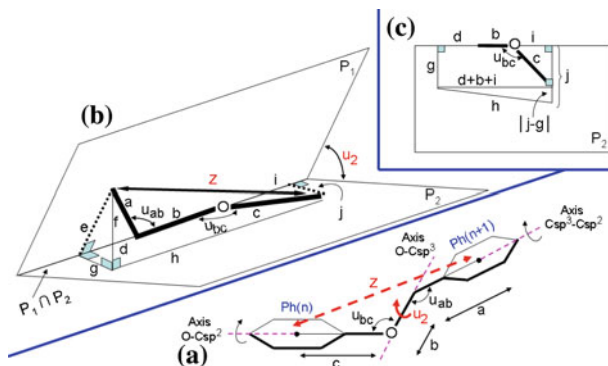 (c)
d b O i
u_bc c
g d+b+i j
h |j-g|
P_2
P_1
(b)
u_2
Z
i
P_2
a
u_ab b O
f u_bc c
j
e
d
g h
P_1 ∩ P_2
Axis Csp^3-Csp^2
Axis O-Csp^3
Ph(n+1)
Z
Ph(n)
Axis O-Csp^2
u_bc u_ab a
u_2
O b
c
(a)